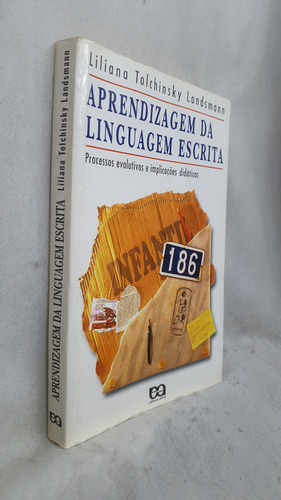 Liliana Tolchinsky Landsmann
APRENDIZAGEM DA
LINGUAGEM ESCRITA
Processos evolutivos e implicações didáticas
INFANTIL
186
APRENDIZAGEM DA LINGUAGEM ESCRITA Liliana Tolchinsky Landsmann